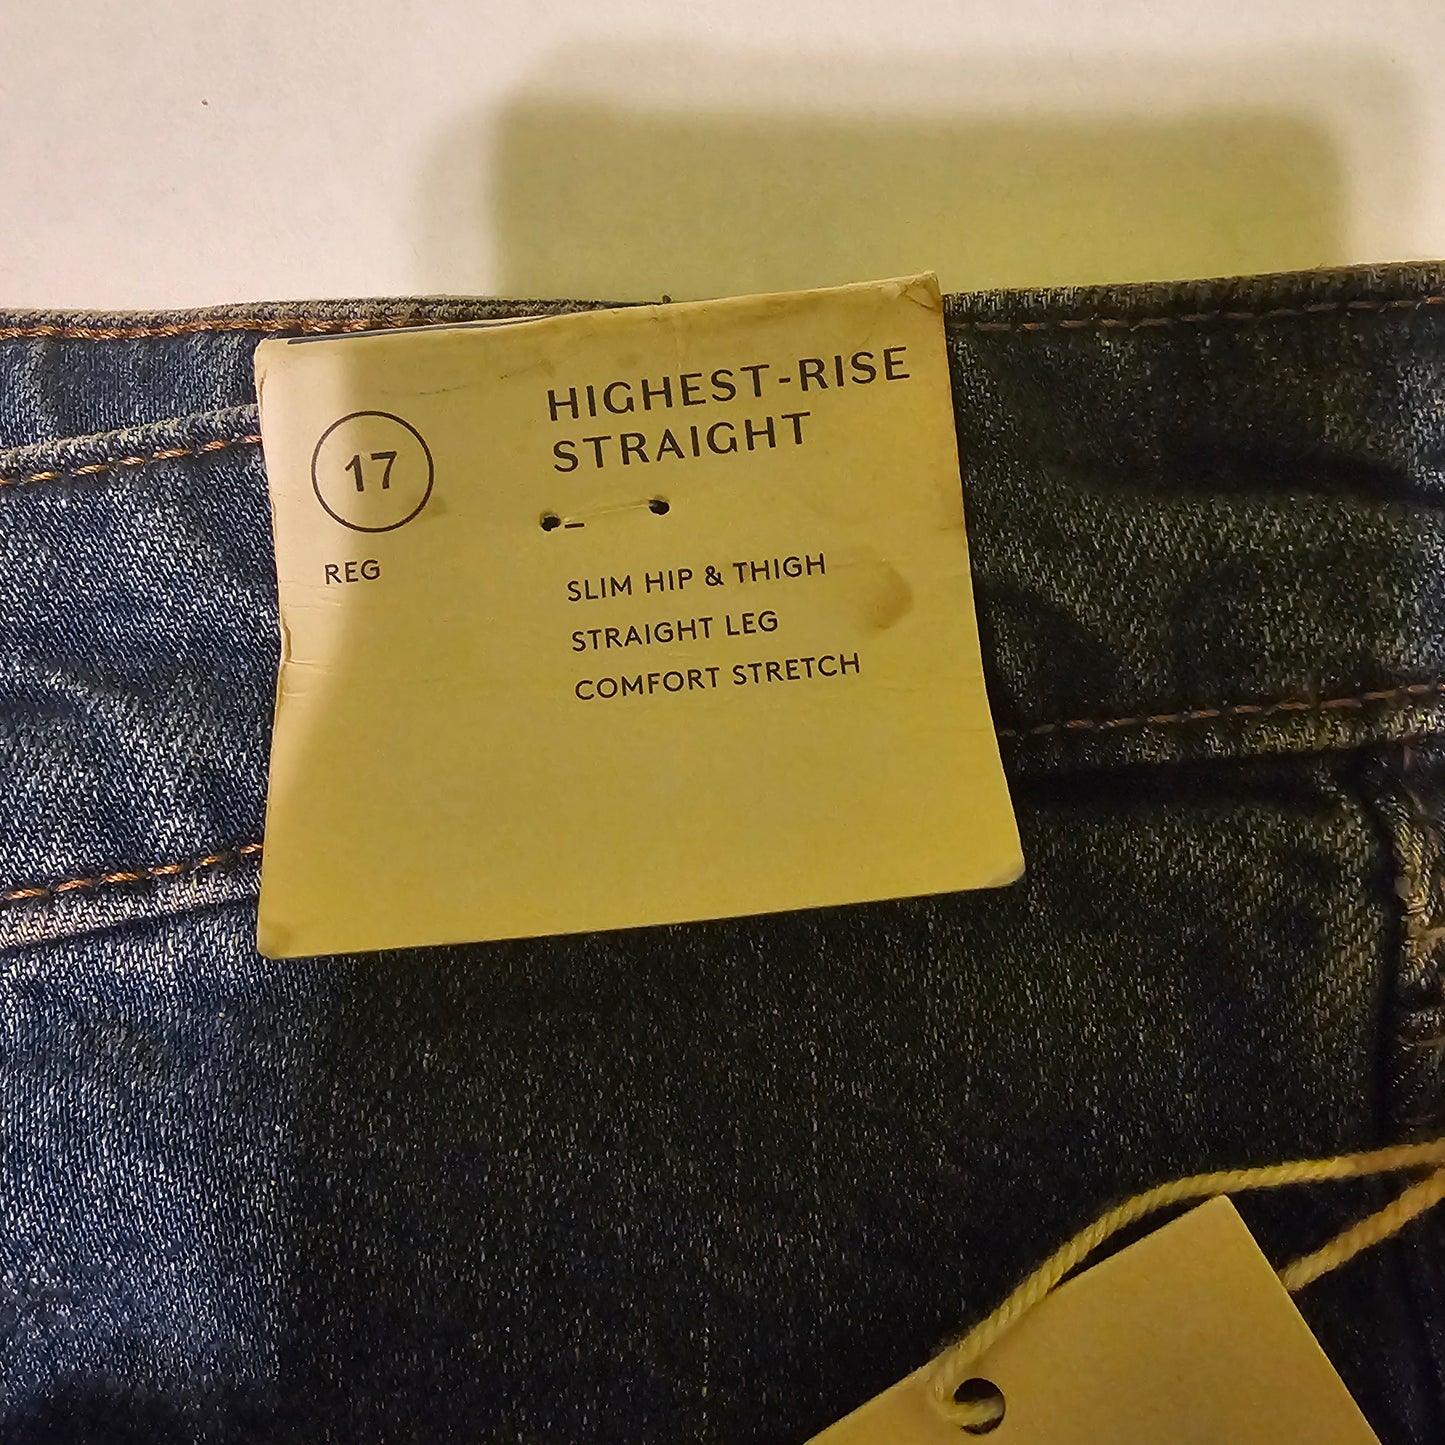 HIGHEST-RISE
STRAIGHT
17
REG
SLIM HIP & THIGH
STRAIGHT LEG
COMFORT STRETCH